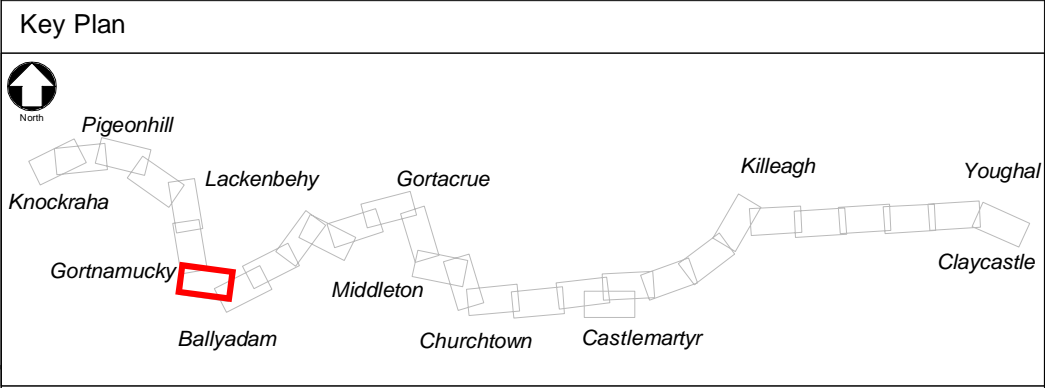 Key Plan
North
Pigeonhill
Knockraha
Lackenbehy
Gortacrue
Killeagh
Youghal
Gortnamucky
Middleton
Claycastle
Ballyadam
Churchtown
Castlemartyr